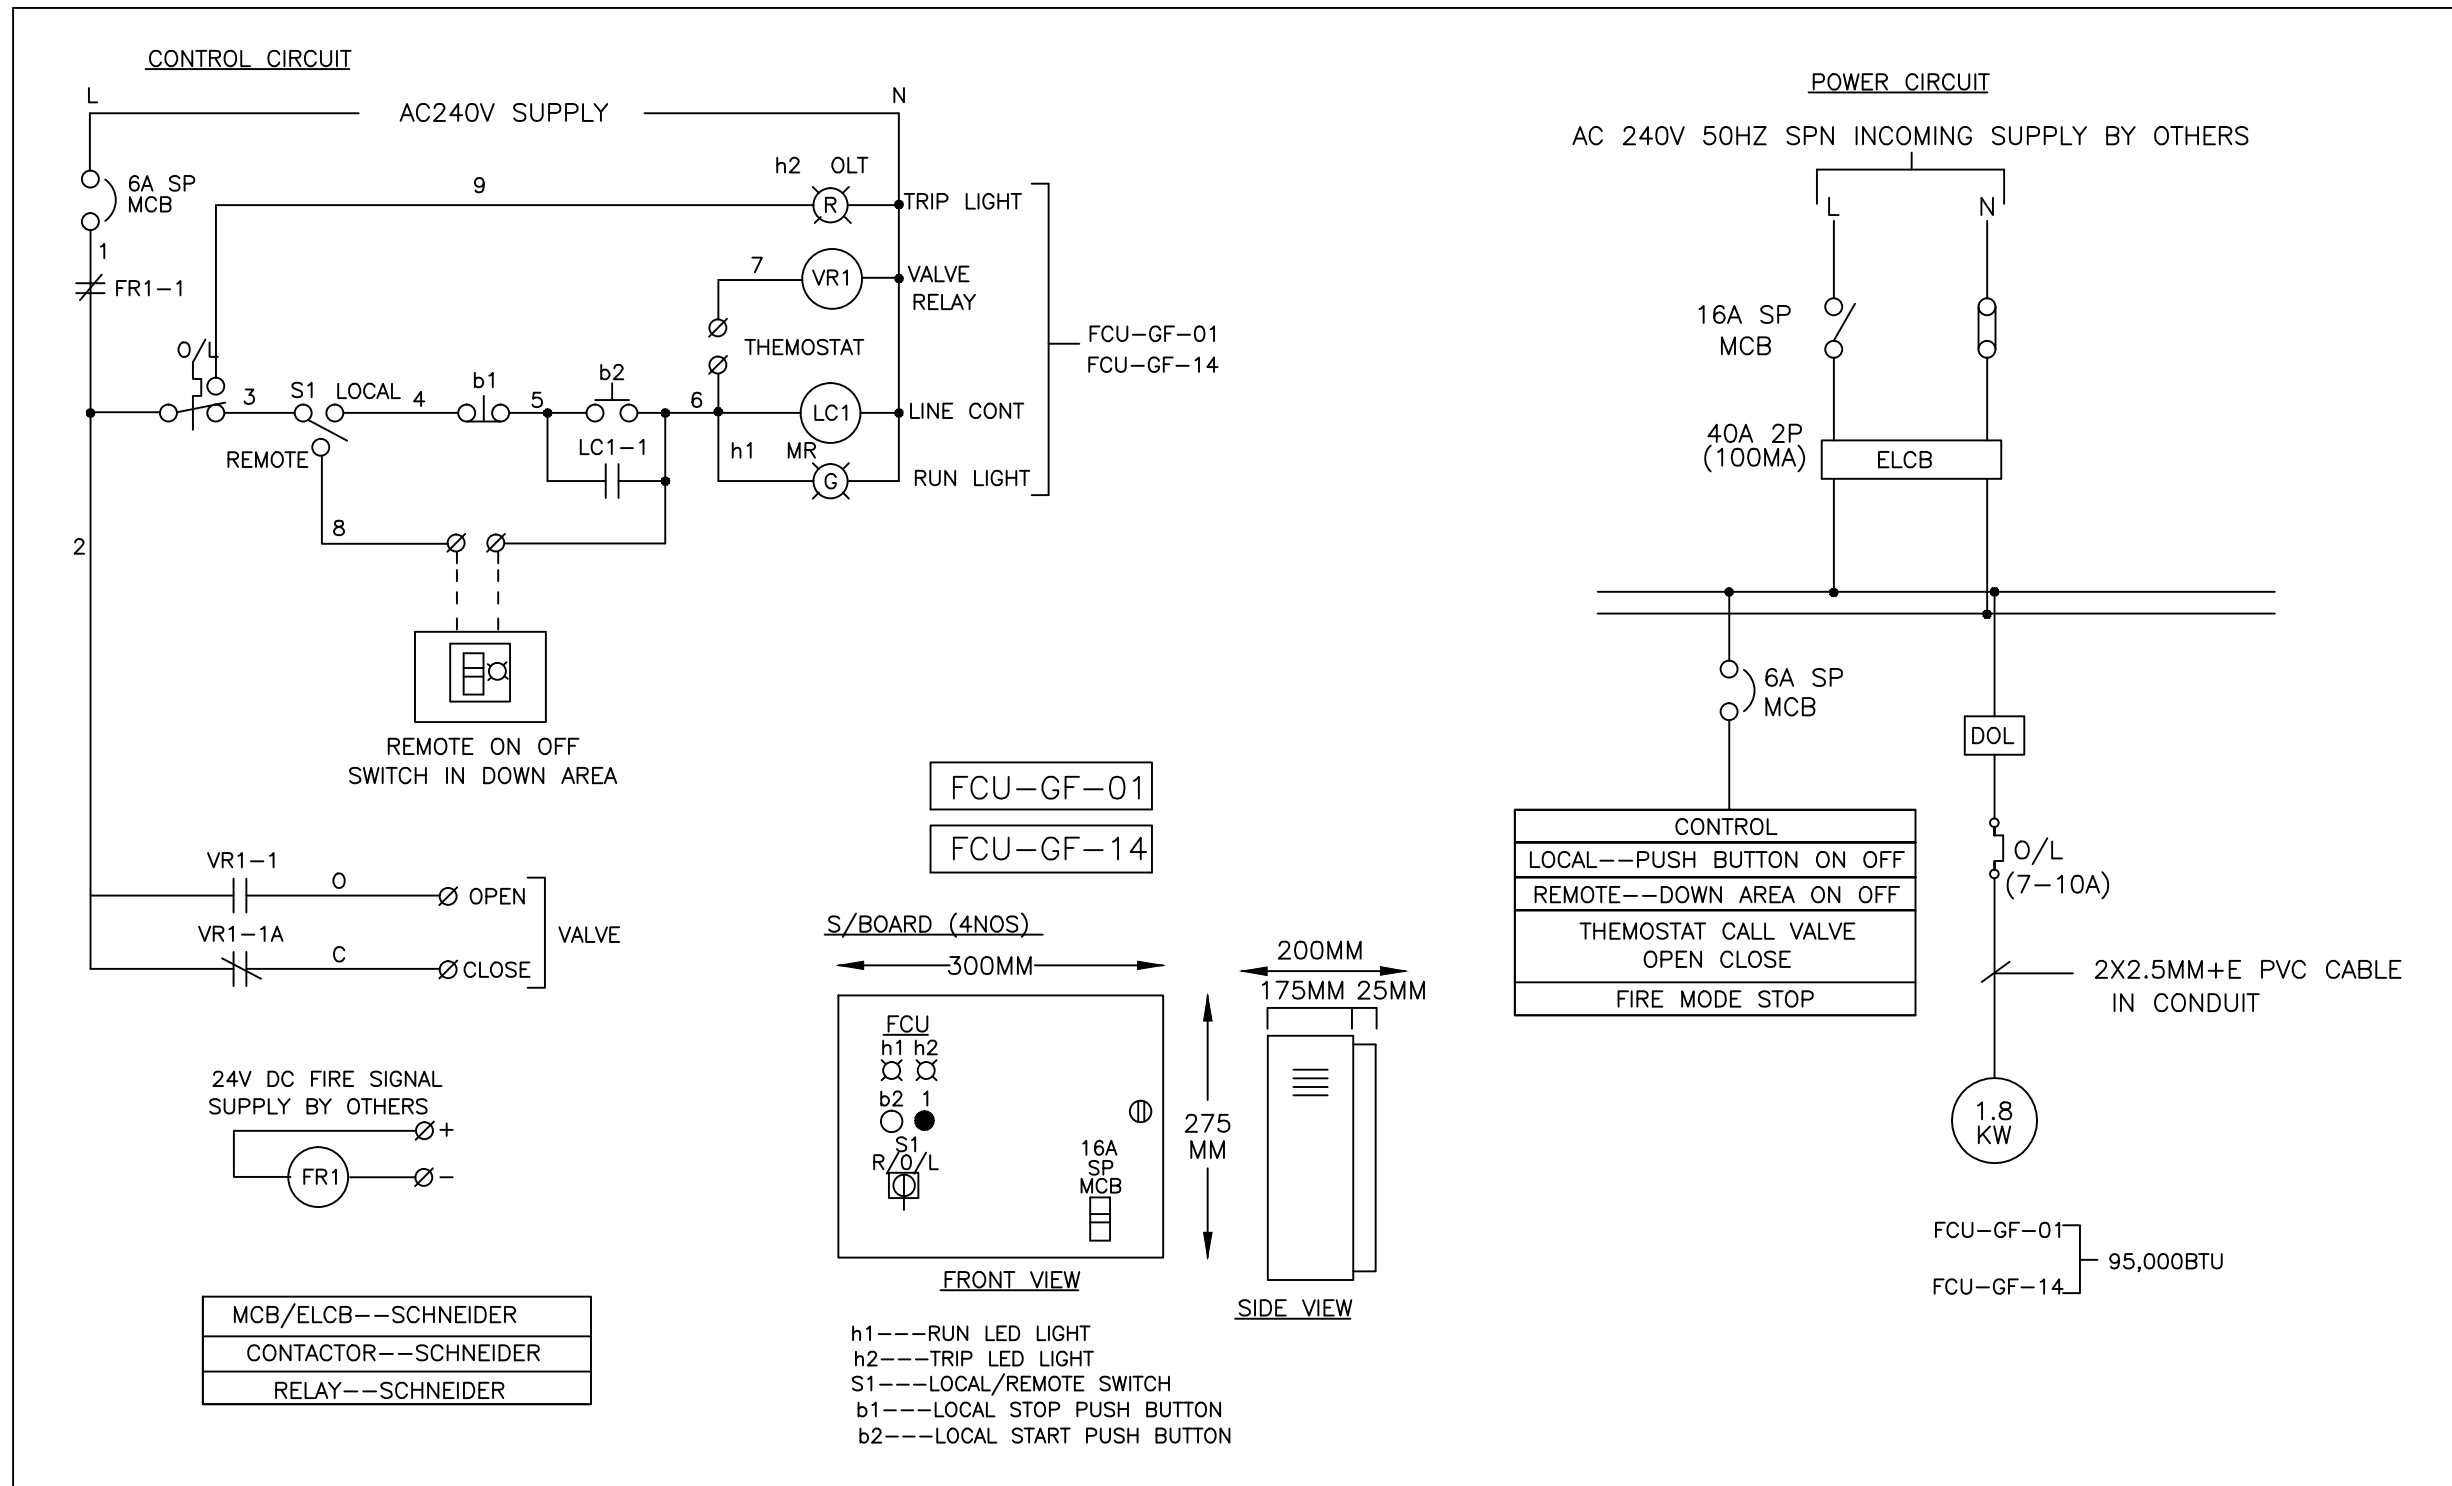 CONTROL CIRCUIT
L
AC240V SUPPLY
N
6A SP
MCB
1
FR1-1
9
h2 OLT
R
TRIP LIGHT
7
VR1
VALVE
RELAY
THEMOSTAT
FCU-GF-01
FCU-GF-14
O/L
3
S1
LOCAL
4
b1
5
b2
6
LC1
LINE CONT
REMOTE
LC1-1
h1 MR
G
RUN LIGHT
8
2
REMOTE ON OFF
SWITCH IN DOWN AREA
VR1-1
O
OPEN
VR1-1A
C
CLOSE
VALVE
24V DC FIRE SIGNAL
SUPPLY BY OTHERS
+
FR1
-
MCB/ELCB--SCHNEIDER
CONTACTOR--SCHNEIDER
RELAY--SCHNEIDER
FCU-GF-01
FCU-GF-14
S/BOARD (4NOS)
300MM
FCU
h1 h2
b2 1
S1
R/O/L
16A
SP
MCB
275
MM
FRONT VIEW
200MM
175MM 25MM
SIDE VIEW
h1---RUN LED LIGHT
h2---TRIP LED LIGHT
S1---LOCAL/REMOTE SWITCH
b1---LOCAL STOP PUSH BUTTON
b2---LOCAL START PUSH BUTTON
POWER CIRCUIT
AC 240V 50HZ SPN INCOMING SUPPLY BY OTHERS
L
N
16A SP
MCB
40A 2P
(100MA)
ELCB
6A SP
MCB
DOL
CONTROL
LOCAL--PUSH BUTTON ON OFF
REMOTE--DOWN AREA ON OFF
THEMOSTAT CALL VALVE
OPEN CLOSE
FIRE MODE STOP
O/L
(7-10A)
2X2.5MM+E PVC CABLE
IN CONDUIT
1.8
KW
FCU-GF-01
FCU-GF-14
95,000BTU